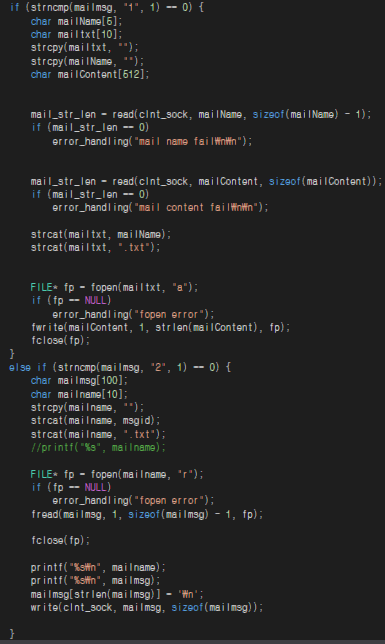 if (strncmp(mailmsg, "1", 1) == 0) {
char mailName[5];
char mailtxt[10];
strcpy(mailtxt, "");
strcpy(mailName, "");
char mailContent[512];
mail_str_len = read(clnt_sock, mailName, sizeof(mailName) - 1);
if (mail_str_len == 0)
error_handling("mail name fail₩n₩n");
mail_str_len = read(clnt_sock, mailContent, sizeof(mailContent));
if (mail_str_len == 0)
error_handling("mail content fail₩n₩n");
strcat(mailtxt, mailName);
strcat(mailtxt, ".txt");
FILE* fp = fopen(mailtxt, "a");
if (fp == NULL)
error_handling("fopen error");
fwrite(mailContent, 1, strlen(mailContent), fp);
fclose(fp);
}
else if (strncmp(mailmsg, "2", 1) == 0) {
char mailmsg[100];
char mailname[10];
strcpy(mailname, "");
strcat(mailname, msgid);
strcat(mailname, ".txt");
//printf("%s", mailname);
FILE* fp = fopen(mailname, "r");
if (fp == NULL)
error_handling("fopen error");
fread(mailmsg, 1, sizeof(mailmsg) - 1, fp);
fclose(fp);
printf("%s₩n", mailname);
printf("%s₩n", mailmsg);
mailmsg[strlen(mailmsg)] = '₩n';
write(clnt_sock, mailmsg, sizeof(mailmsg));
}